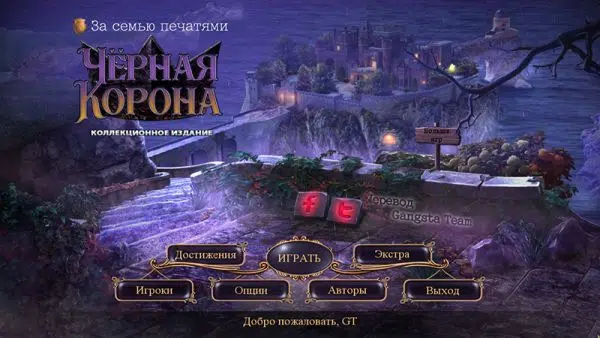 За семью печатями
ЧЁРНАЯ
КОРОНА
КОЛЛЕКЦИОННОЕ ИЗДАНИЕ
Больше
игр
f t
Перевод
Gangsta Team
Достижения
ИГРАТЬ
Экстра
Игроки
Опции
Авторы
Выход
Добро пожаловать, GT